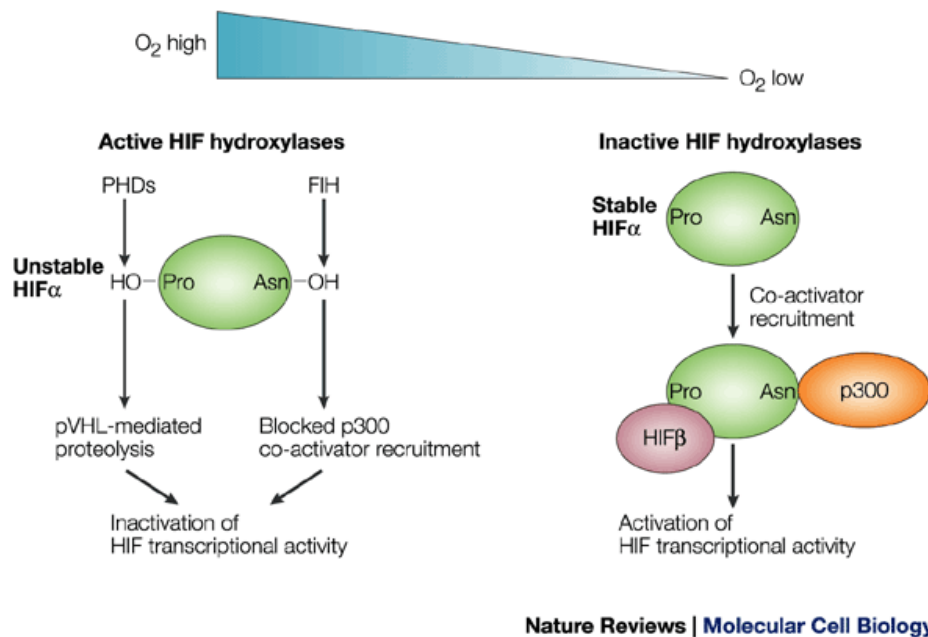 O₂ high
O₂ low
Active HIF hydroxylases
PHDs
FIH
Unstable
HIFα
HO
Pro
Asn
OH
pVHL-mediated
proteolysis
Blocked p300
co-activator recruitment
Inactivation of
HIF transcriptional activity
Inactive HIF hydroxylases
Stable
HIFα
Pro
Asn
Co-activator
recruitment
Pro
Asn
p300
HIFβ
Activation of
HIF transcriptional activity
Nature Reviews | Molecular Cell Biology